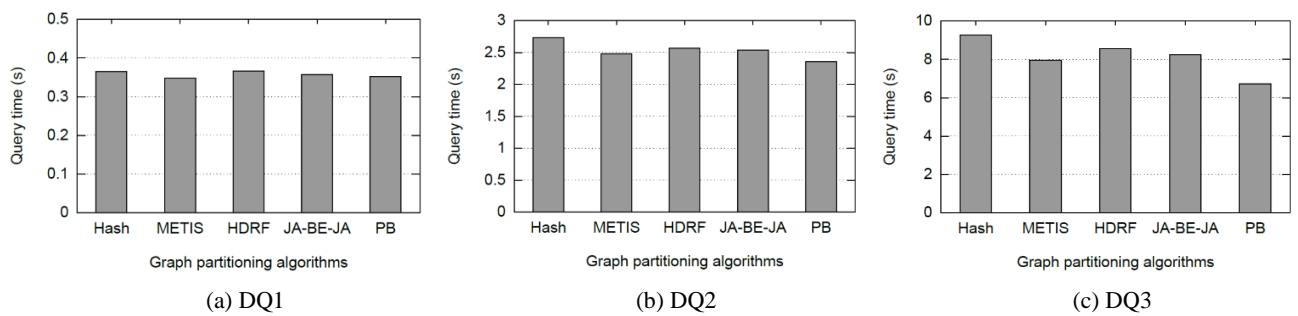 0.5
0.4
0.3
0.2
0.1
0
Query time (s)
Hash METIS HDRF JA-BE-JA PB
Graph partitioning algorithms
(a) DQ1
3
2.5
2
1.5
1
0.5
0
Query time (s)
Hash METIS HDRF JA-BE-JA PB
Graph partitioning algorithms
(b) DQ2
10
8
6
4
2
0
Query time (s)
Hash METIS HDRF JA-BE-JA PB
Graph partitioning algorithms
(c) DQ3